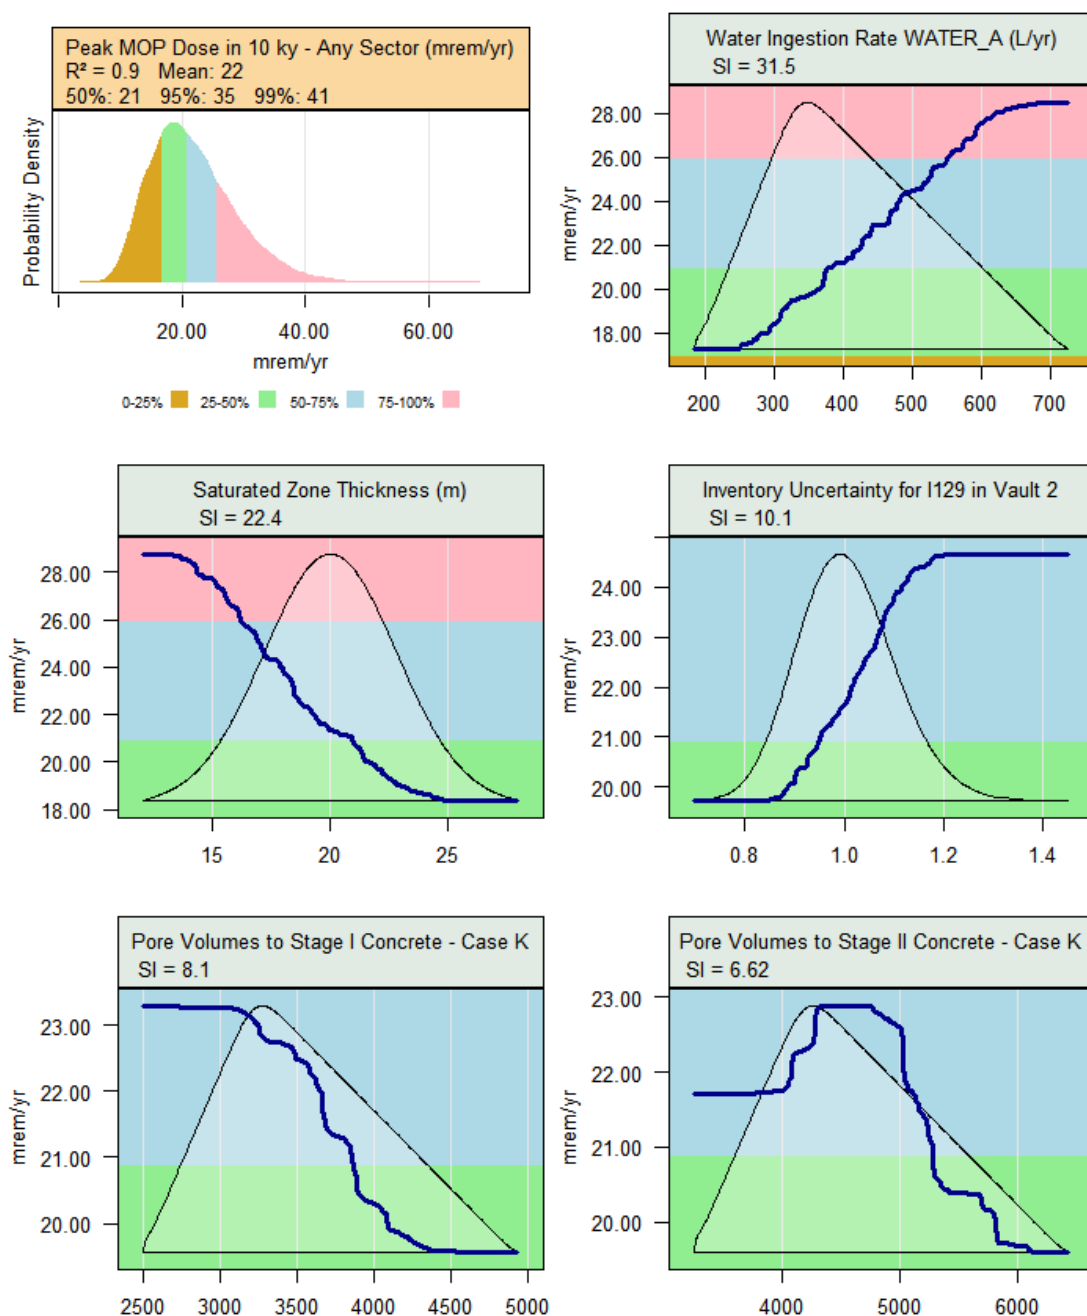 Peak MOP Dose in 10 ky - Any Sector (mrem/yr)
R² = 0.9 Mean: 22
50%: 21 95%: 35 99%: 41
Probability Density
20.00 40.00 60.00
mrem/yr
0-25% 25-50% 50-75% 75-100%
Water Ingestion Rate WATER_A (L/yr)
SI = 31.5
mrem/yr
28.00
26.00
24.00
22.00
20.00
18.00
200 300 400 500 600 700
Saturated Zone Thickness (m)
SI = 22.4
mrem/yr
28.00
26.00
24.00
22.00
20.00
18.00
15 20 25
Inventory Uncertainty for I129 in Vault 2
SI = 10.1
mrem/yr
24.00
23.00
22.00
21.00
20.00
0.8 1.0 1.2 1.4
Pore Volumes to Stage I Concrete - Case K
SI = 8.1
mrem/yr
23.00
22.00
21.00
20.00
2500 3000 3500 4000 4500 5000
Pore Volumes to Stage II Concrete - Case K
SI = 6.62
mrem/yr
23.00
22.00
21.00
20.00
4000 5000 6000